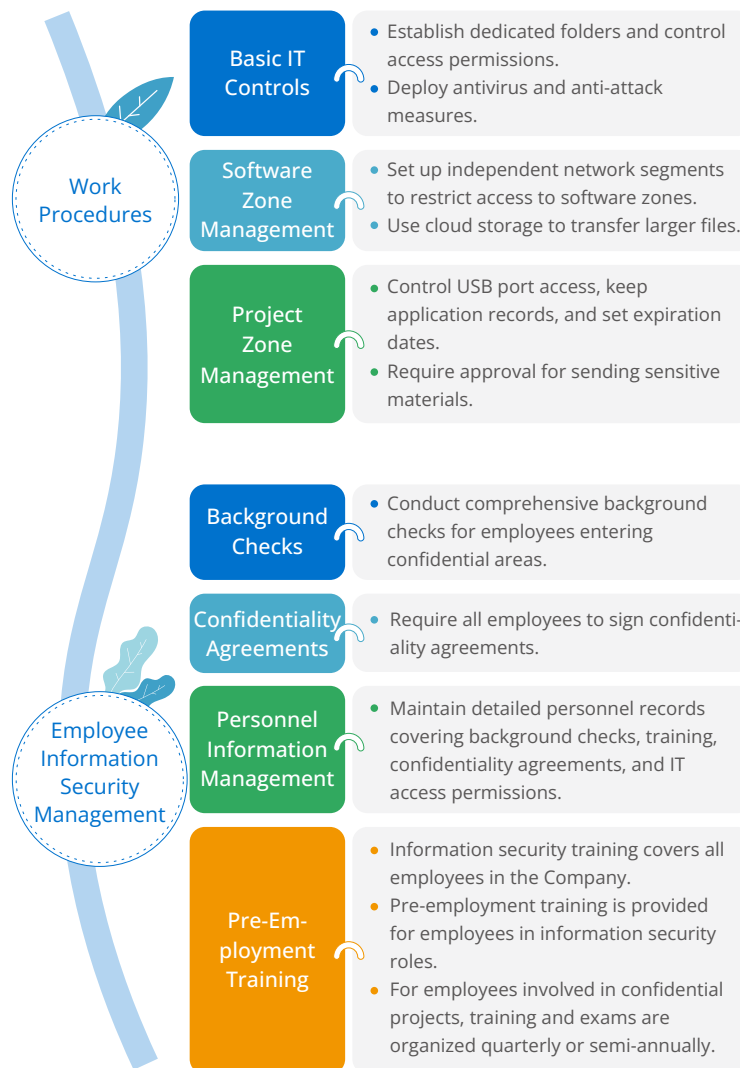 Work
Procedures
Basic IT
Controls
• Establish dedicated folders and control
access permissions.
• Deploy antivirus and anti-attack
measures.
Software
Zone
Management
• Set up independent network segments
to restrict access to software zones.
• Use cloud storage to transfer larger files.
Project
Zone
Management
• Control USB port access, keep
application records, and set expiration
dates.
• Require approval for sending sensitive
materials.
Employee
Information
Security
Management
Background
Checks
• Conduct comprehensive background
checks for employees entering
confidential areas.
Confidentiality
Agreements
• Require all employees to sign confidenti-
ality agreements.
Personnel
Information
Management
• Maintain detailed personnel records
covering background checks, training,
confidentiality agreements, and IT
access permissions.
Pre-Em-
ployment
Training
• Information security training covers all
employees in the Company.
• Pre-employment training is provided
for employees in information security
roles.
• For employees involved in confidential
projects, training and exams are
organized quarterly or semi-annually.